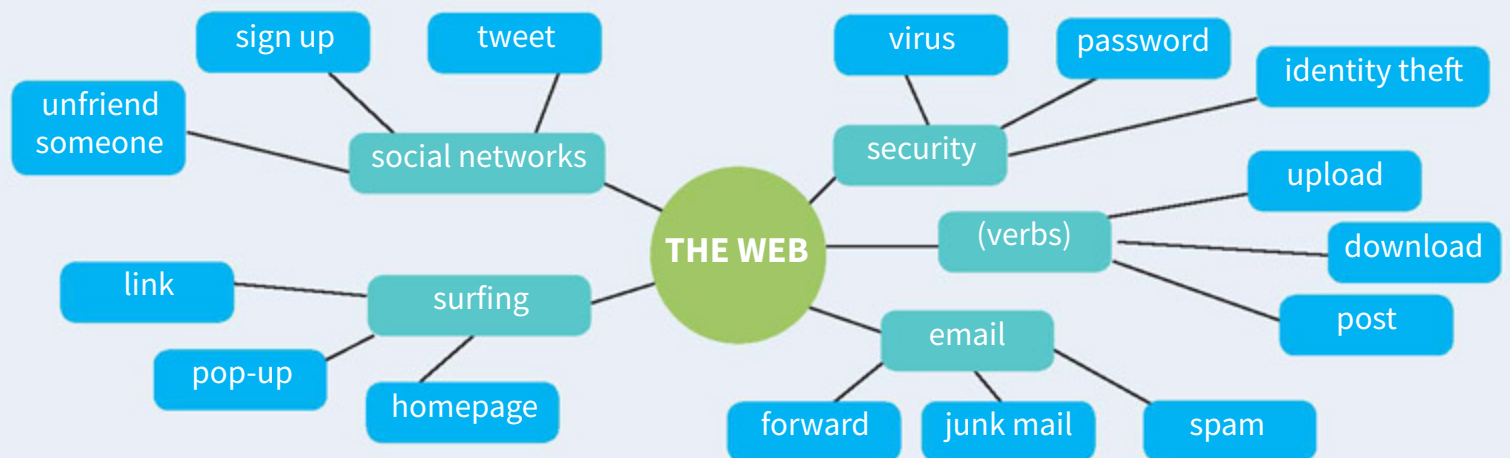 sign up
tweet
unfriend
someone
social networks
virus
password
identity theft
security
upload
(verbs)
download
post
THE WEB
link
surfing
pop-up
homepage
email
forward
junk mail
spam